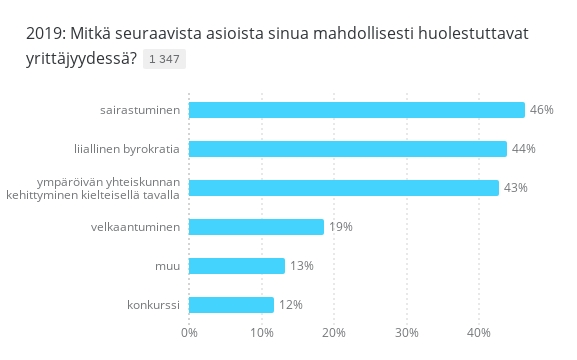 2019: Mitkä seuraavista asioista sinua mahdollisesti huolestuttavat
yrittäjyydessä? 1 347
sairastuminen 46%
liiallinen byrokratia 44%
ympäröivän yhteiskunnan
kehittyminen kielteisellä tavalla 43%
velkaantuminen 19%
muu 13%
konkurssi 12%
0% 10% 20% 30% 40%